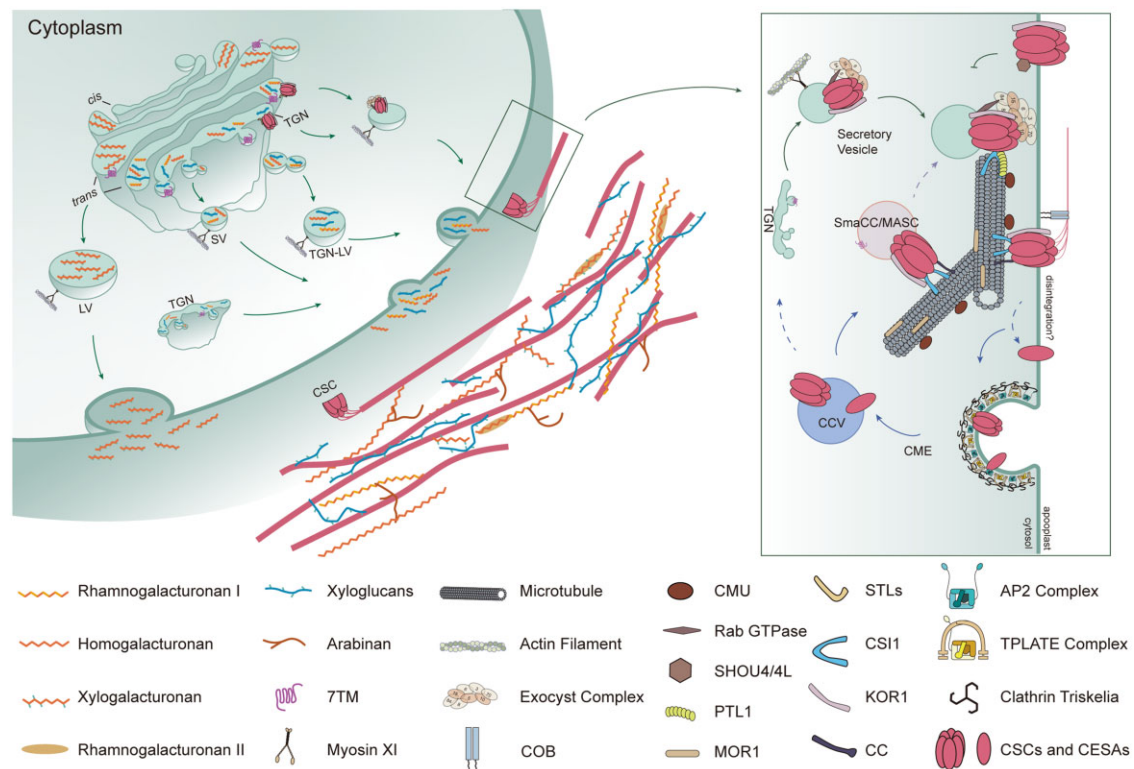 Cytoplasm
cis
TGN
trans
SV
TGN-LV
LV
TGN
CSC
Secretory
Vesicle
TGN
SmaCC/MASC
disintegration?
CCV
CME
apooplast
cytosol
Rhamnogalacturonan I
Xyloglucans
Microtubule
CMU
STLs
AP2 Complex
Homogalacturonan
Arabinan
Actin Filament
Rab GTPase
CSI1
TPLATE Complex
SHOU4/4L
Xylogalacturonan
7TM
Exocyst Complex
PTL1
KOR1
Clathrin Triskelia
Rhamnogalacturonan II
Myosin XI
COB
MOR1
CC
CSCs and CESAs